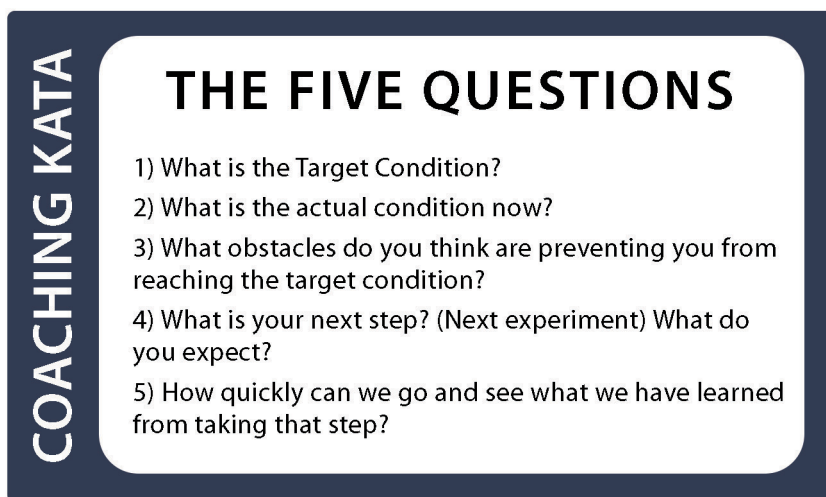 COACHING KATA
THE FIVE QUESTIONS
1) What is the Target Condition?
2) What is the actual condition now?
3) What obstacles do you think are preventing you from
reaching the target condition?
4) What is your next step? (Next experiment) What do
you expect?
5) How quickly can we go and see what we have learned
from taking that step?